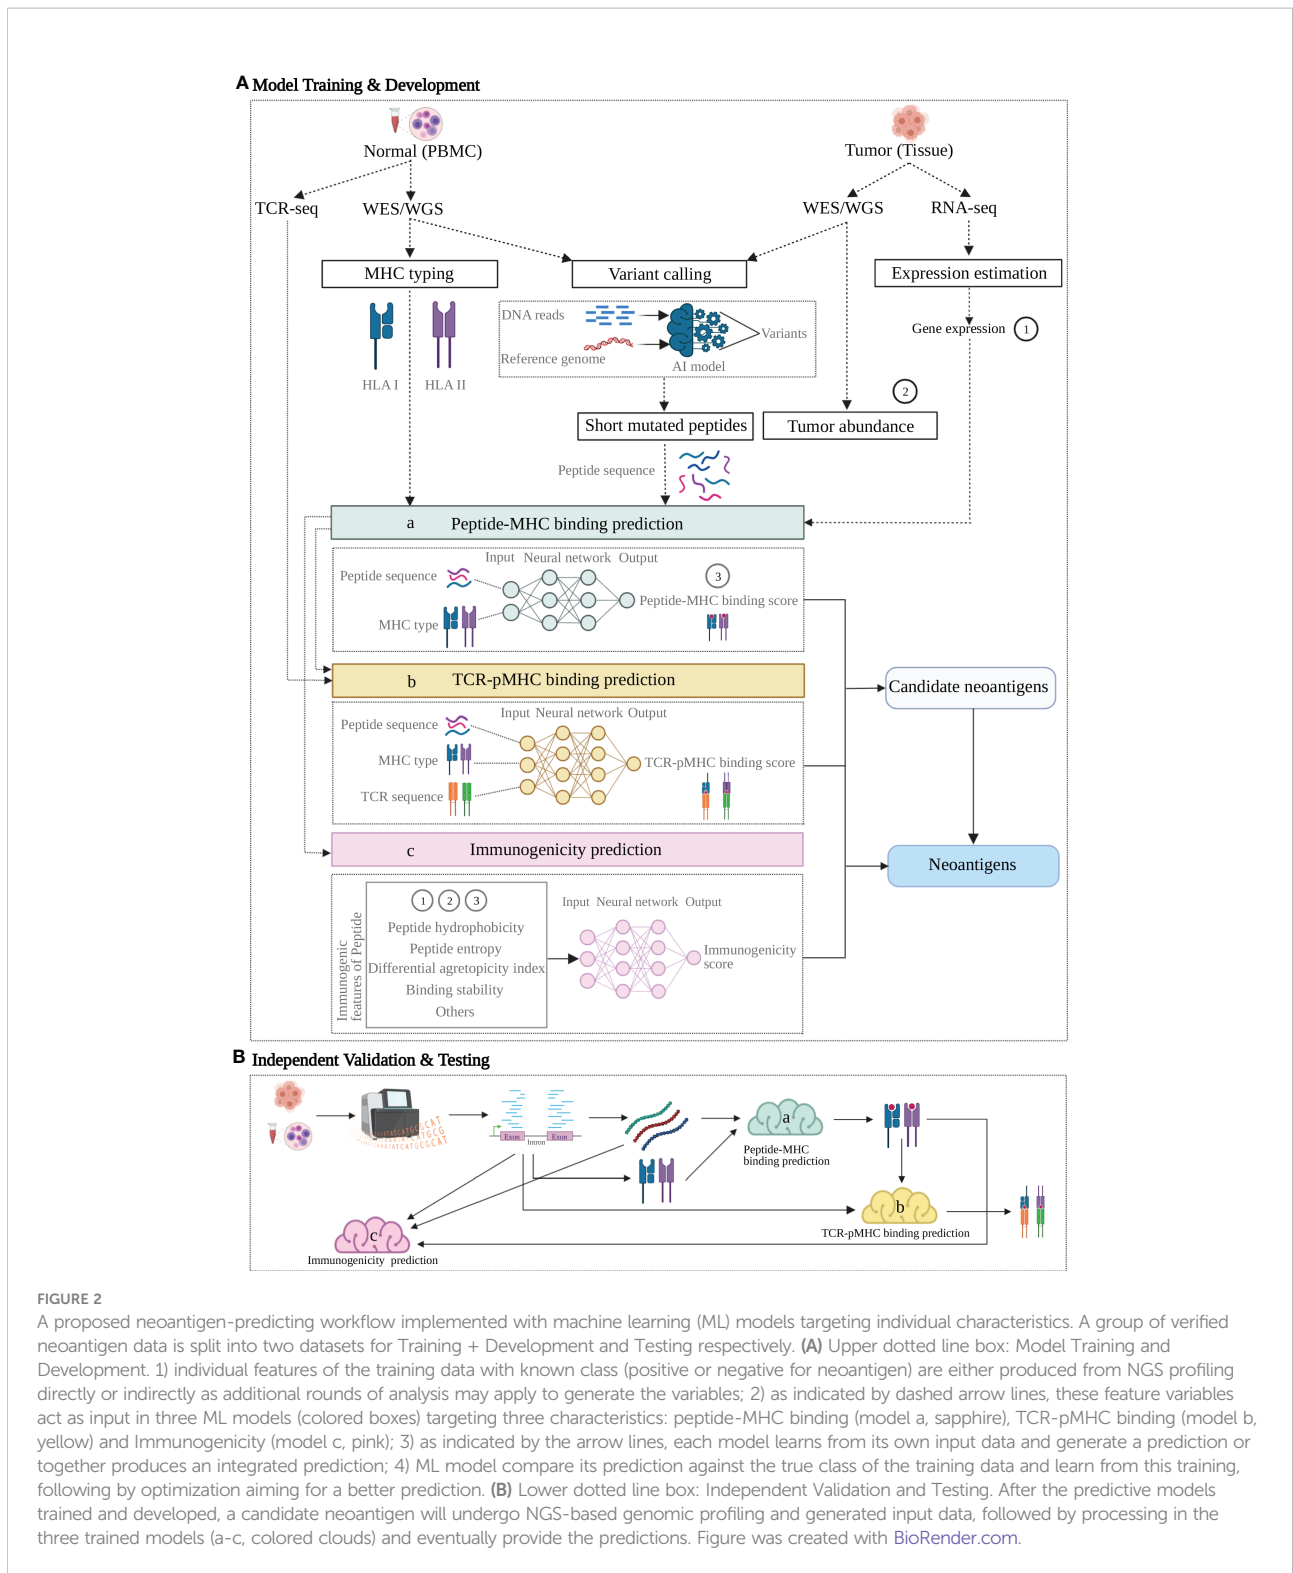 A Model Training & Development
Normal (PBMC)
Tumor (Tissue)
TCR-seq
WES/WGS
WES/WGS
RNA-seq
MHC typing
Variant calling
Expression estimation
DNA reads
Reference genome
AI model
Variants
Gene expression 1
HLA I
HLA II
2
Short mutated peptides
Tumor abundance
Peptide sequence
a Peptide-MHC binding prediction
Input Neural network Output
Peptide sequence
MHC type
3
Peptide-MHC binding score
b TCR-pMHC binding prediction
Input Neural network Output
Peptide sequence
MHC type
TCR sequence
TCR-pMHC binding score
Candidate neoantigens
Neoantigens
c Immunogenicity prediction
Immunogenic
features of Peptide
1 2 3
Peptide hydrophobicity
Peptide entropy
Differential agretopicity index
Binding stability
Others
Input Neural network Output
Immunogenicity
score
B Independent Validation & Testing
Exon
Intron
Exon
a
Peptide-MHC
binding prediction
b
TCR-pMHC binding prediction
c
Immunogenicity prediction
FIGURE 2
A proposed neoantigen-predicting workflow implemented with machine learning (ML) models targeting individual characteristics. A group of verified
neoantigen data is split into two datasets for Training + Development and Testing respectively. (A) Upper dotted line box: Model Training and
Development. 1) individual features of the training data with known class (positive or negative for neoantigen) are either produced from NGS profiling
directly or indirectly as additional rounds of analysis may apply to generate the variables; 2) as indicated by dashed arrow lines, these feature variables
act as input in three ML models (colored boxes) targeting three characteristics: peptide-MHC binding (model a, sapphire), TCR-pMHC binding (model b,
yellow) and Immunogenicity (model c, pink); 3) as indicated by the arrow lines, each model learns from its own input data and generate a prediction or
together produces an integrated prediction; 4) ML model compare its prediction against the true class of the training data and learn from this training,
following by optimization aiming for a better prediction. (B) Lower dotted line box: Independent Validation and Testing. After the predictive models
trained and developed, a candidate neoantigen will undergo NGS-based genomic profiling and generated input data, followed by processing in the
three trained models (a-c, colored clouds) and eventually provide the predictions. Figure was created with BioRender.com.